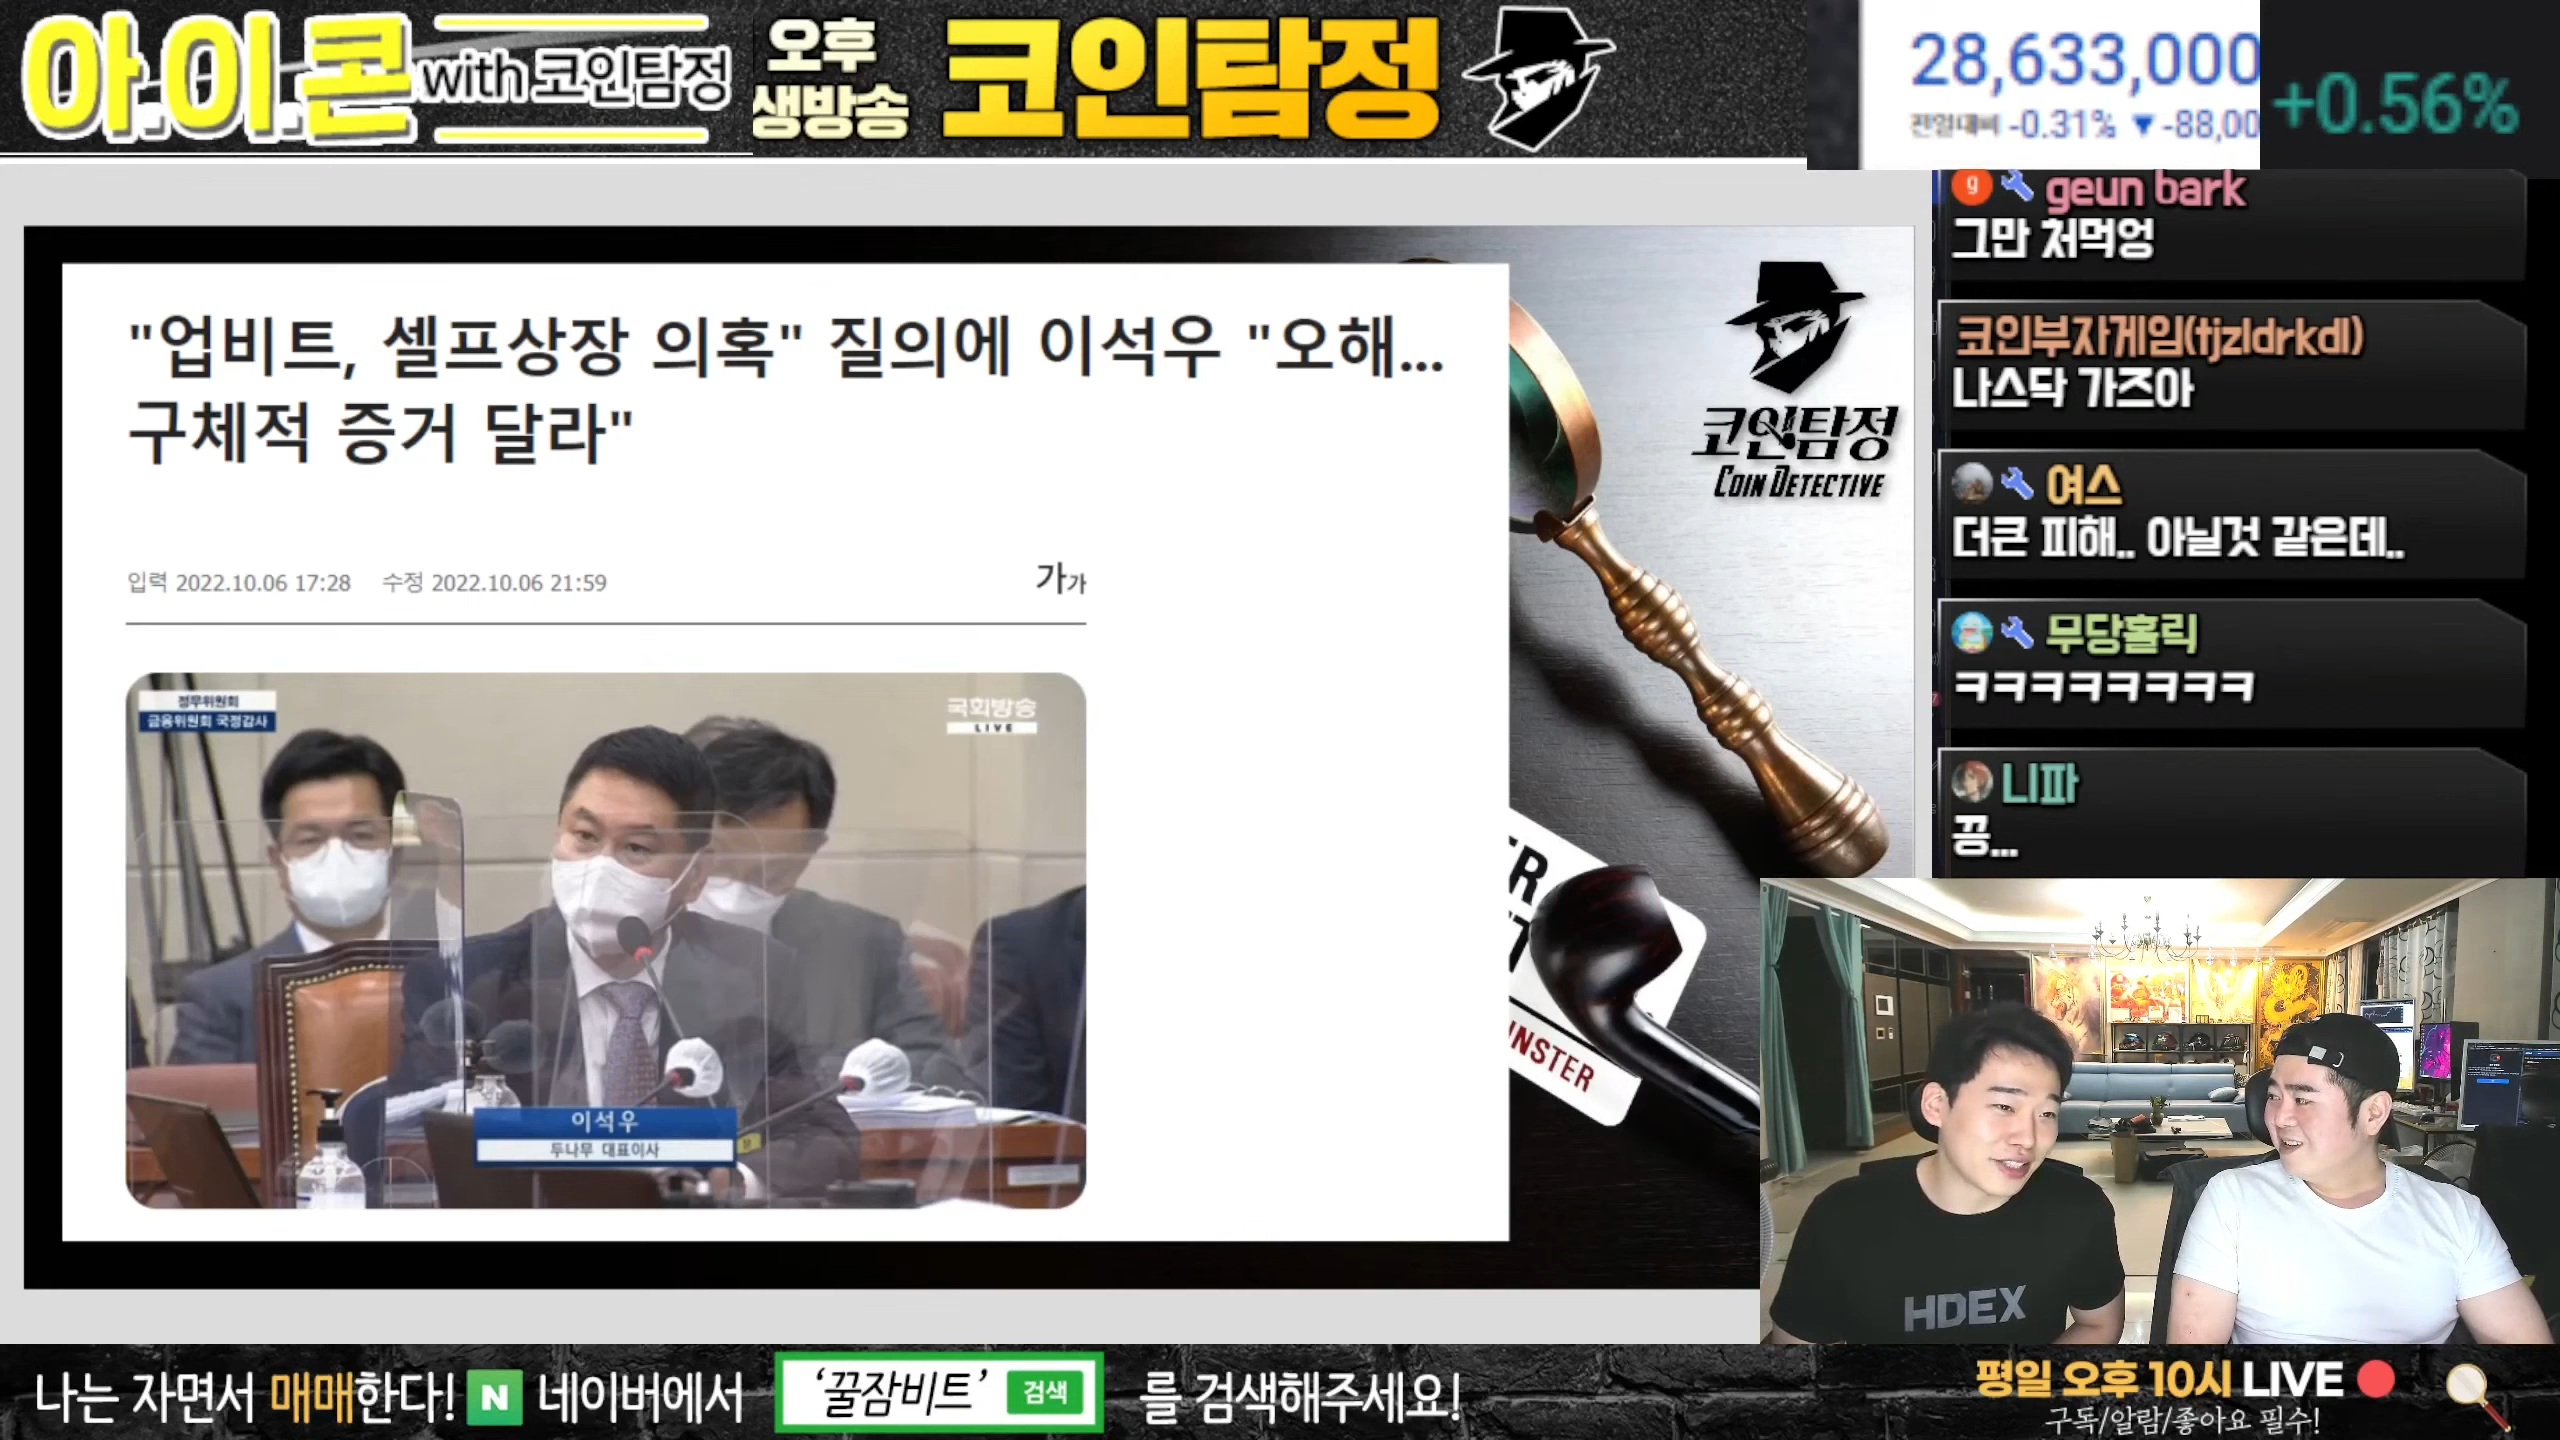 아이콘 with 코인탐정
오후
생방송
코인탐정
28,633,000
전일대비 -0.31% ▼ -88,00
+0.56%
g geun bark
그만 처먹엉
코인부자게임(tjzldrkdl)
나스닥 가즈아
여스
더큰 피해.. 아닐것 같은데..
무당홀릭
ㅋㅋㅋㅋㅋㅋㅋㅋ
니파
끙...
"업비트, 셀프상장 의혹" 질의에 이석우 "오해...
구체적 증거 달라"
입력 2022.10.06 17:28 수정 2022.10.06 21:59
가가
코인탐정
COIN DETECTIVE
정무위원회
금융위원회 국정감사
국회방송
LIVE
이석우
두나무 대표이사
UNSTER
HDEX
나는 자면서 매매한다! N 네이버에서 '꿀잠비트' 검색 를 검색해주세요!
평일 오후 10시 LIVE
구독/알람/좋아요 필수!